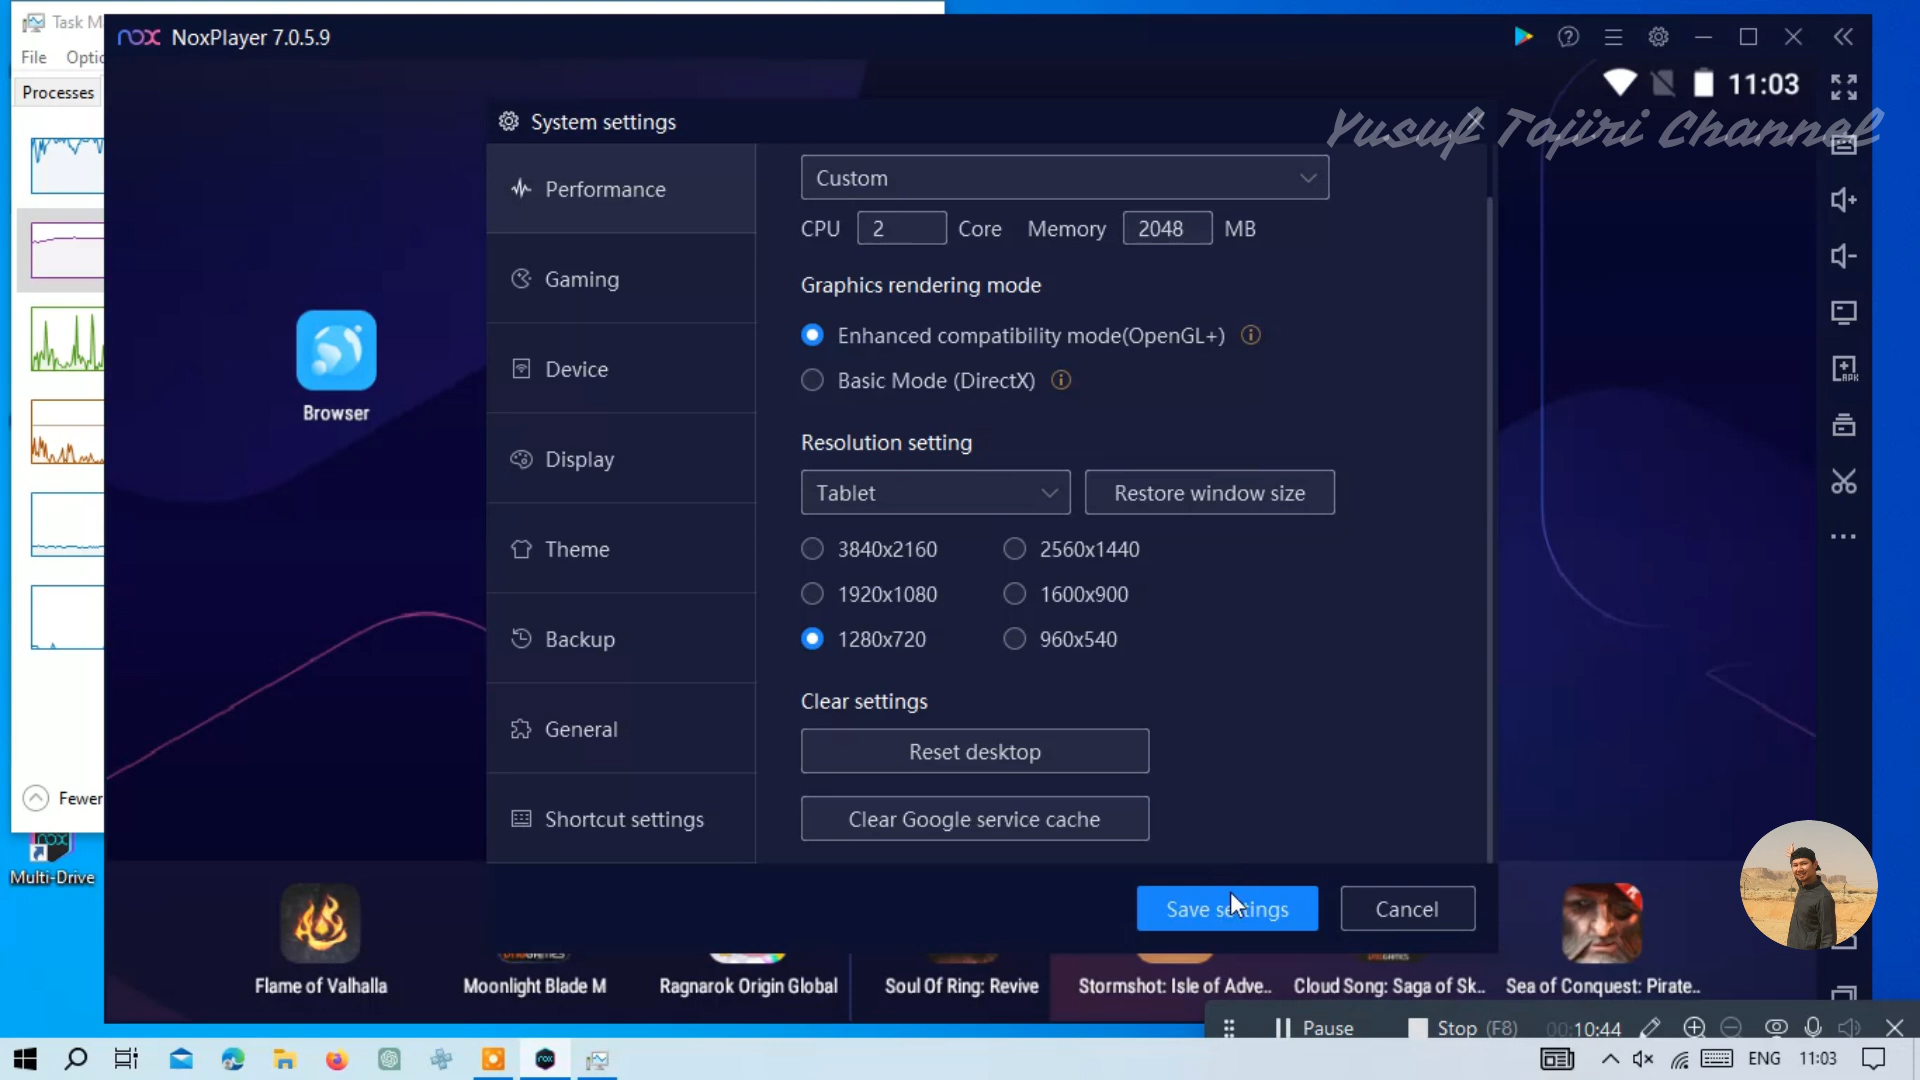 Task M
File Optio
Processes
Fewer
Multi-Drive
nox NoxPlayer 7.0.5.9
11:03
Yusuf Tajiri Channel
Browser
System settings
Performance
Gaming
Device
Display
Theme
Backup
General
Shortcut settings
Custom
CPU 2 Core Memory 2048 MB
Graphics rendering mode
Enhanced compatibility mode(OpenGL+)
Basic Mode (DirectX)
Resolution setting
Tablet Restore window size
3840x2160 2560x1440
1920x1080 1600x900
1280x720 960x540
Clear settings
Reset desktop
Clear Google service cache
Save settings Cancel
Flame of Valhalla Moonlight Blade M Ragnarok Origin Global Soul Of Ring: Revive Stormshot: Isle of Adve.. Cloud Song: Saga of Sk.. Sea of Conquest: Pirate..
Pause Stop (F8) 00:10:44
ENG 11:03